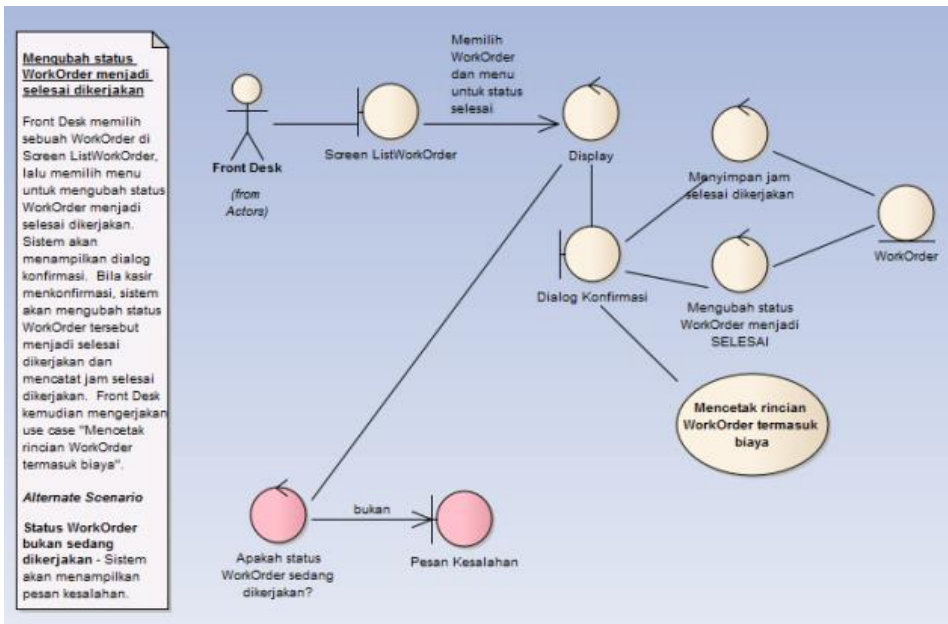 Mengubah status
WorkOrder menjadi
selesai dikerjakan
Front Desk memilih
sebuah WorkOrder di
Screen ListWorkOrder,
lalu memilih menu
untuk mengubah status
WorkOrder menjadi
selesai dikerjakan.
Sistem akan
menampilkan dialog
konfirmasi. Bila kasir
menkonfirmasi, sistem
akan mengubah status
WorkOrder tersebut
menjadi selesai
dikerjakan dan
mencatat jam selesai
dikerjakan. Front Desk
kemudian mengerjakan
use case "Mencetak
rincian WorkOrder
termasuk biaya".
Alternate Scenario
Status WorkOrder
bukan sedang
dikerjakan - Sistem
akan menampilkan
pesan kesalahan.
Front Desk
(from
Actors)
Screen ListWorkOrder
Memilih
WorkOrder
dan menu
untuk status
selesai
Display
Menyimpan jam
selesai dikerjakan
WorkOrder
Dialog Konfirmasi
Mengubah status
WorkOrder menjadi
SELESAI
Mencetak rincian
WorkOrder termasuk
biaya
Apakah status
WorkOrder sedang
dikerjakan?
bukan
Pesan Kesalahan